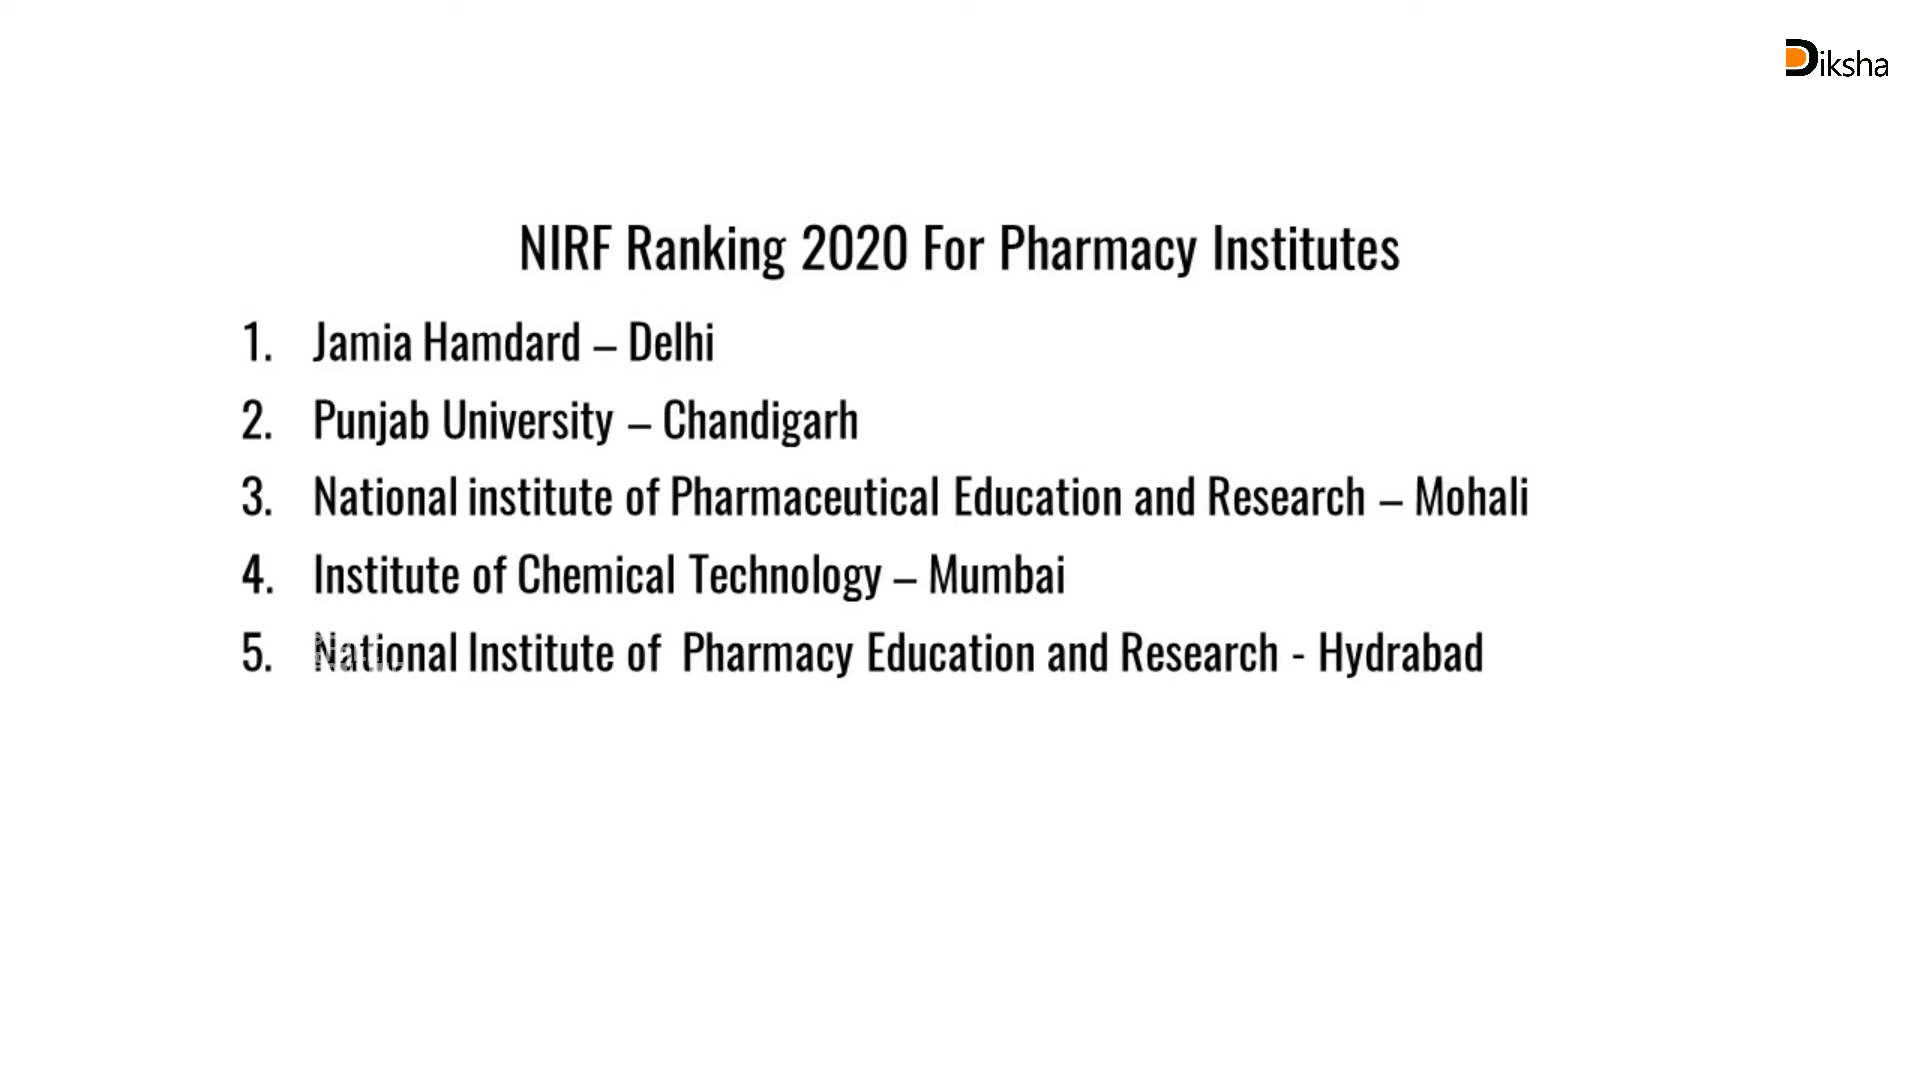 Diksha
NIRF Ranking 2020 For Pharmacy Institutes
1. Jamia Hamdard – Delhi
2. Punjab University – Chandigarh
3. National institute of Pharmaceutical Education and Research – Mohali
4. Institute of Chemical Technology – Mumbai
5. National Institute of Pharmacy Education and Research - Hydrabad